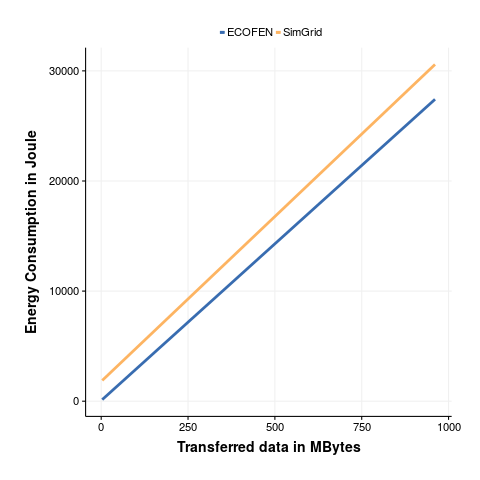 ECOFEN SimGrid
30000
20000
10000
0
Energy Consumption in Joule
0 250 500 750 1000
Transferred data in MBytes